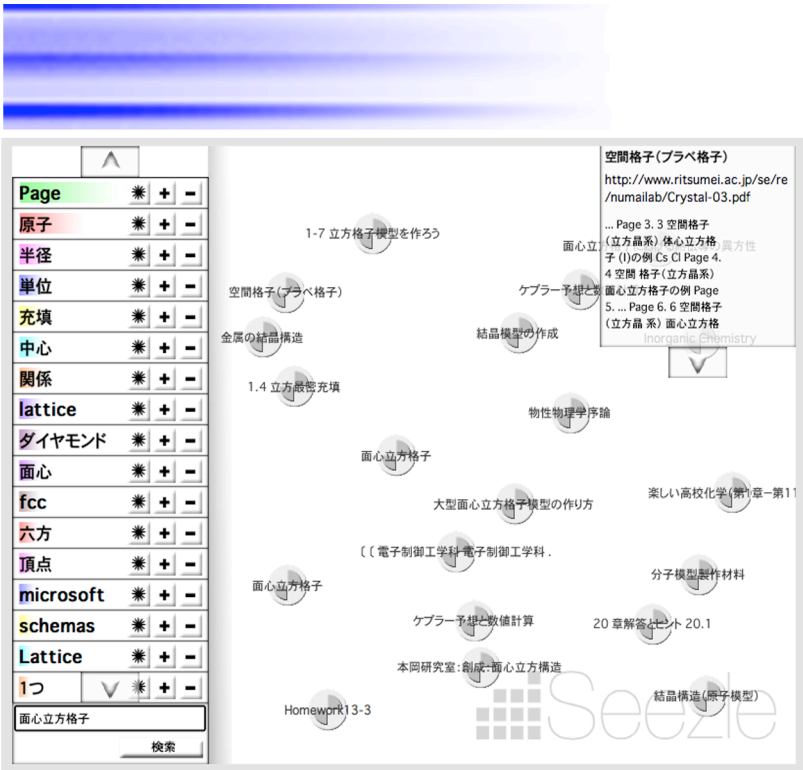 Page
原子
半径
単位
充填
中心
関係
lattice
ダイヤモンド
面心
fcc
六方
頂点
microsoft
schemas
Lattice
1つ
面心立方格子
検索
1-7 立方格子模型を作ろう
空間格子(ブラベ格子)
金属の結晶構造
1.4 立方最密充填
面心立方格子
面心立方格子
Homework13-3
面心立方
の異方性
ケプラー予想と数
結晶模型の作成
物性物理学序論
大型面心立方格子模型の作り方
〔〔 電子制御工学科 電子制御工学科 .
ケプラー予想と数値計算
本岡研究室:創成:面心立方構造
楽しい高校化学(第1章−第11
分子模型製作材料
20 章解答とヒント 20.1
結晶構造(原子模型)
Inorganic Chemistry
空間格子(ブラベ格子)
http://www.ritsumei.ac.jp/se/re
/numailab/Crystal-03.pdf
... Page 3. 3 空間格子
(立方晶系) 体心立方格
子 (I)の例 Cs Cl Page 4.
4 空間 格子(立方晶系)
面心立方格子の例 Page
5. ... Page 6. 6 空間格子
(立方晶 系) 面心立方格
Seezle